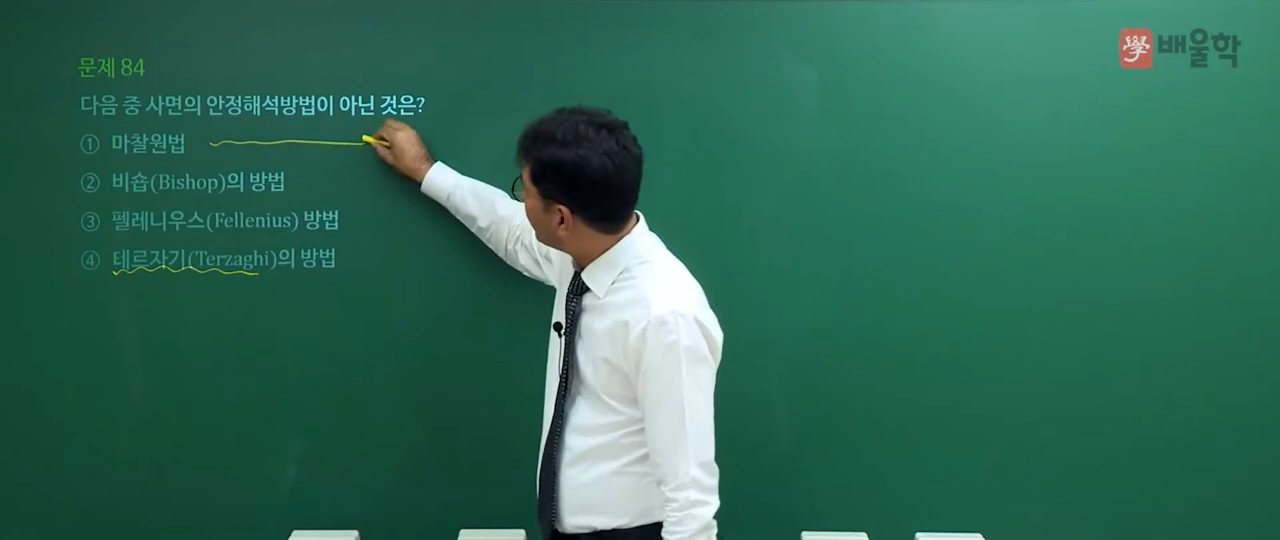 學 배울학
문제 84
다음 중 사면의 안정해석방법이 아닌 것은?
① 마찰원법
② 비숍(Bishop)의 방법
③ 펠레니우스(Fellenius) 방법
④ 테르자기(Terzaghi)의 방법